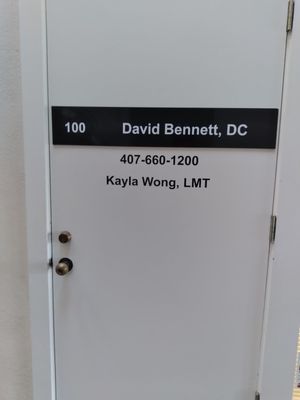 100 David Bennett, DC
407-660-1200
Kayla Wong, LMT